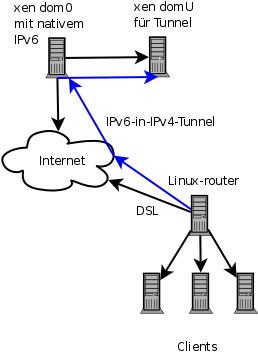 xen dom0
mit nativem
IPv6
xen domU
für Tunnel
IPv6-in-IPv4-Tunnel
Internet
Linux-router
DSL
Clients